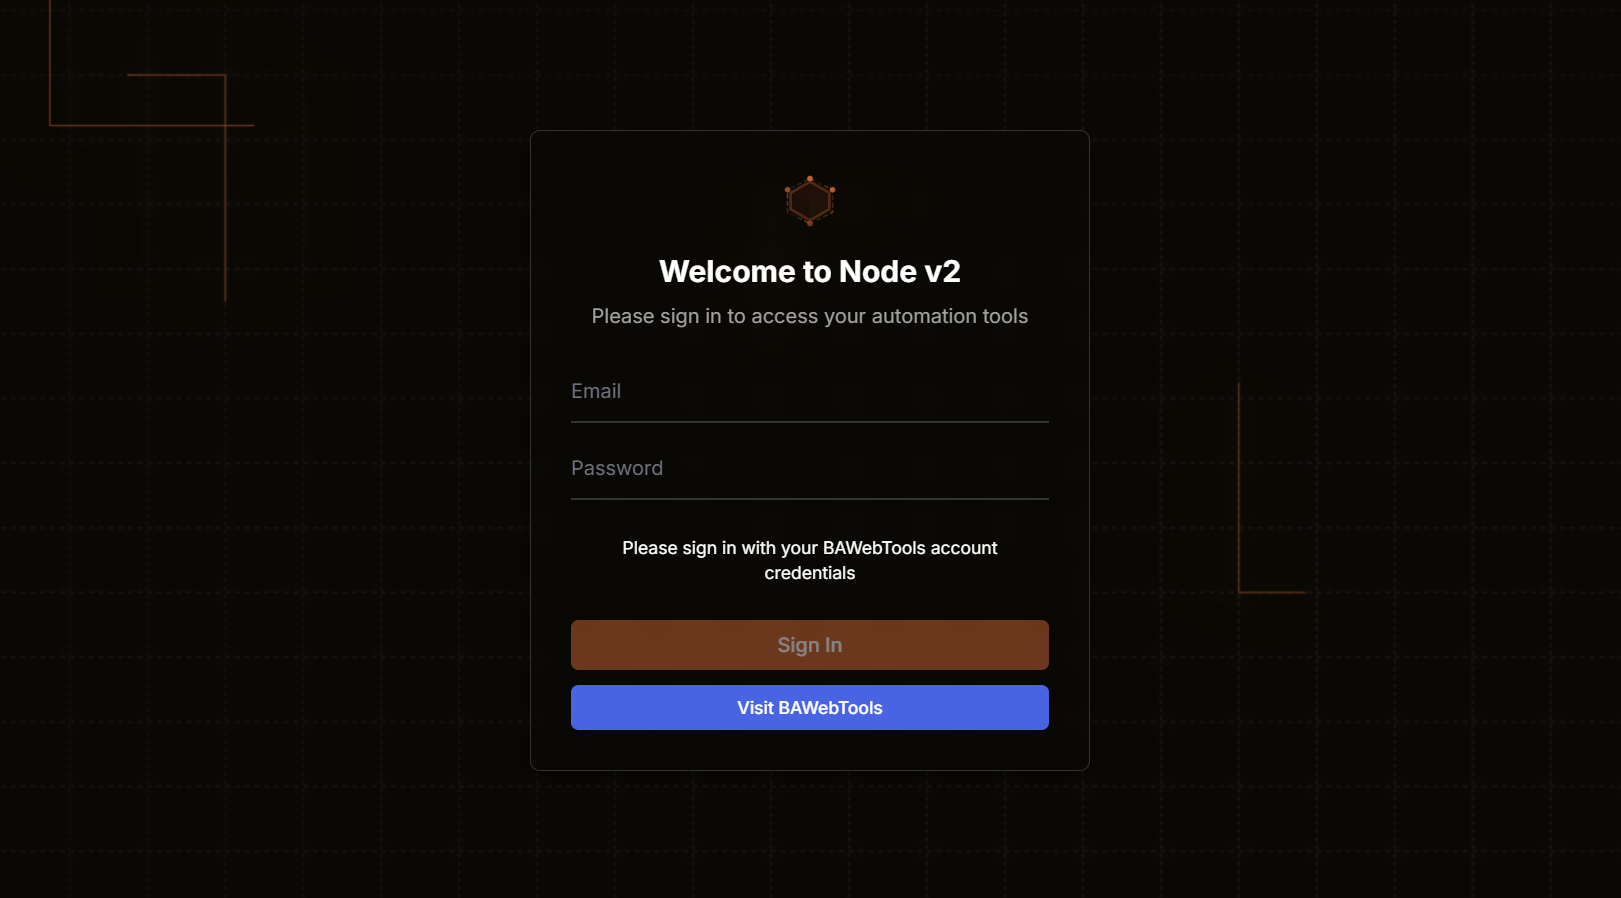 Welcome to Node v2
Please sign in to access your automation tools
Email
Password
Please sign in with your BAWebTools account
credentials
Sign In
Visit BAWebTools